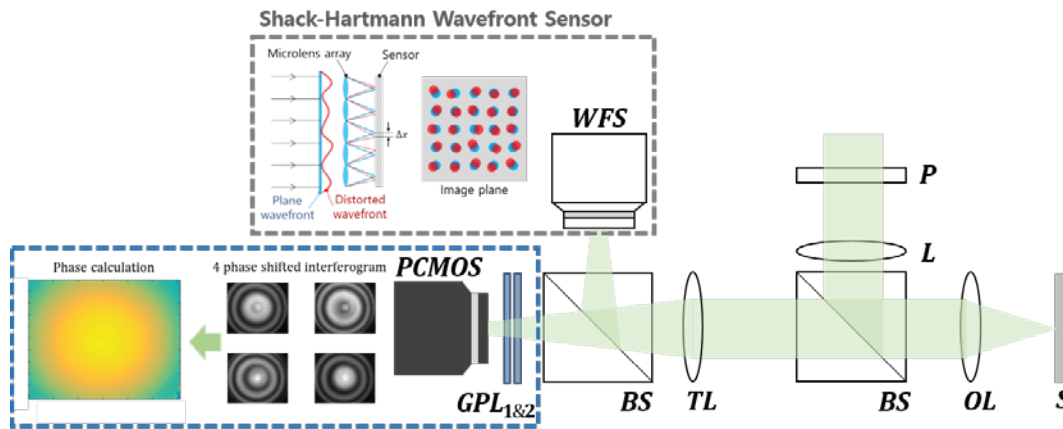 Shack-Hartmann Wavefront Sensor
Microlens array
Sensor
Δx
Plane
wavefront
Distorted
wavefront
Image plane
WFS
P
L
Phase calculation
4 phase shifted interferogram
PCMOS
GPL1&2
BS
TL
BS
OL
S